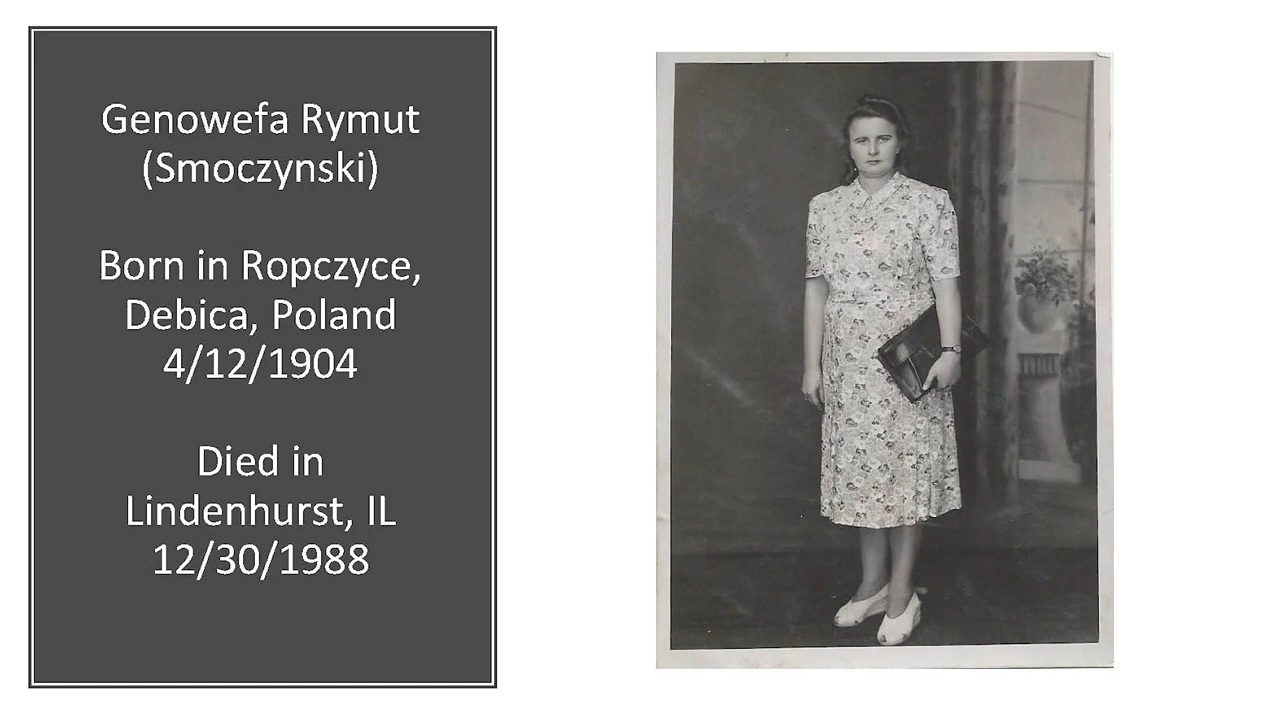 Genowefa Rymut
(Smoczynski)
Born in Ropczyce,
Debica, Poland
4/12/1904
Died in
Lindenhurst, IL
12/30/1988